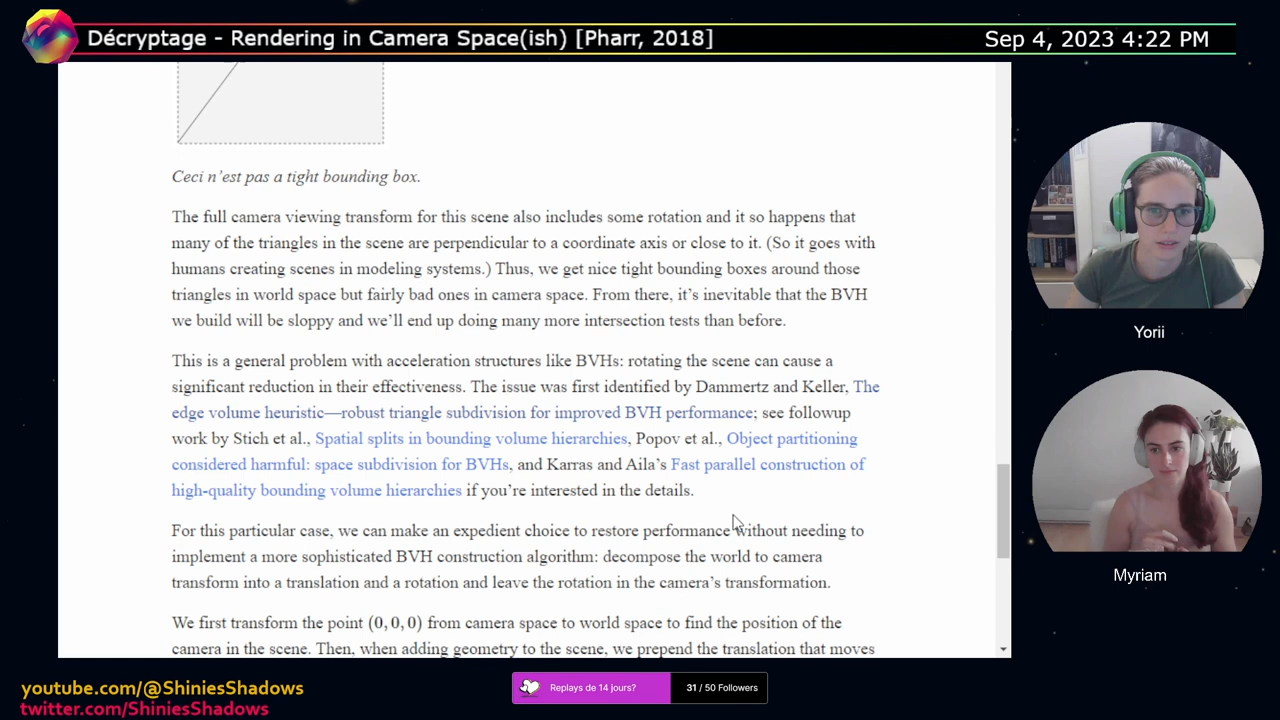 Décryptage - Rendering in Camera Space(ish) [Pharr, 2018]
Sep 4, 2023 4:22 PM
Ceci n'est pas a tight bounding box.
The full camera viewing transform for this scene also includes some rotation and it so happens that
many of the triangles in the scene are perpendicular to a coordinate axis or close to it. (So it goes with
humans creating scenes in modeling systems.) Thus, we get nice tight bounding boxes around those
triangles in world space but fairly bad ones in camera space. From there, it's inevitable that the BVH
we build will be sloppy and we'll end up doing many more intersection tests than before.
This is a general problem with acceleration structures like BVHs: rotating the scene can cause a
significant reduction in their effectiveness. The issue was first identified by Dammertz and Keller, The
edge volume heuristic—robust triangle subdivision for improved BVH performance; see followup
work by Stich et al., Spatial splits in bounding volume hierarchies, Popov et al., Object partitioning
considered harmful: space subdivision for BVHs, and Karras and Aila's Fast parallel construction of
high-quality bounding volume hierarchies if you're interested in the details.
For this particular case, we can make an expedient choice to restore performance without needing to
implement a more sophisticated BVH construction algorithm: decompose the world to camera
transform into a translation and a rotation and leave the rotation in the camera's transformation.
We first transform the point (0, 0, 0) from camera space to world space to find the position of the
camera in the scene. Then, when adding geometry to the scene, we prepend the translation that moves
Yorii
Myriam
youtube.com/@ShiniesShadows
twitter.com/ShiniesShadows
Replays de 14 jours?
31 / 50 Followers